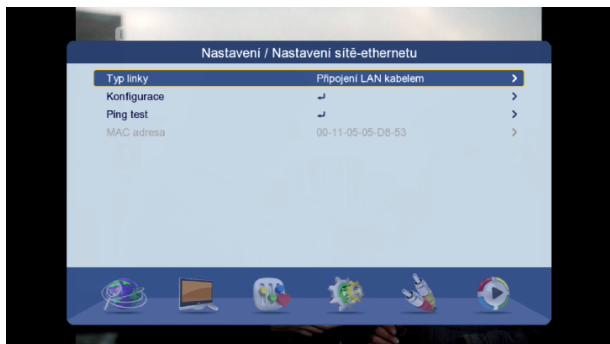 Nastavení / Nastavení sítě-ethernetu
Typ linky Připojení LAN kabelem
Konfigurace
Ping test
MAC adresa 00-11-05-05-D8-53